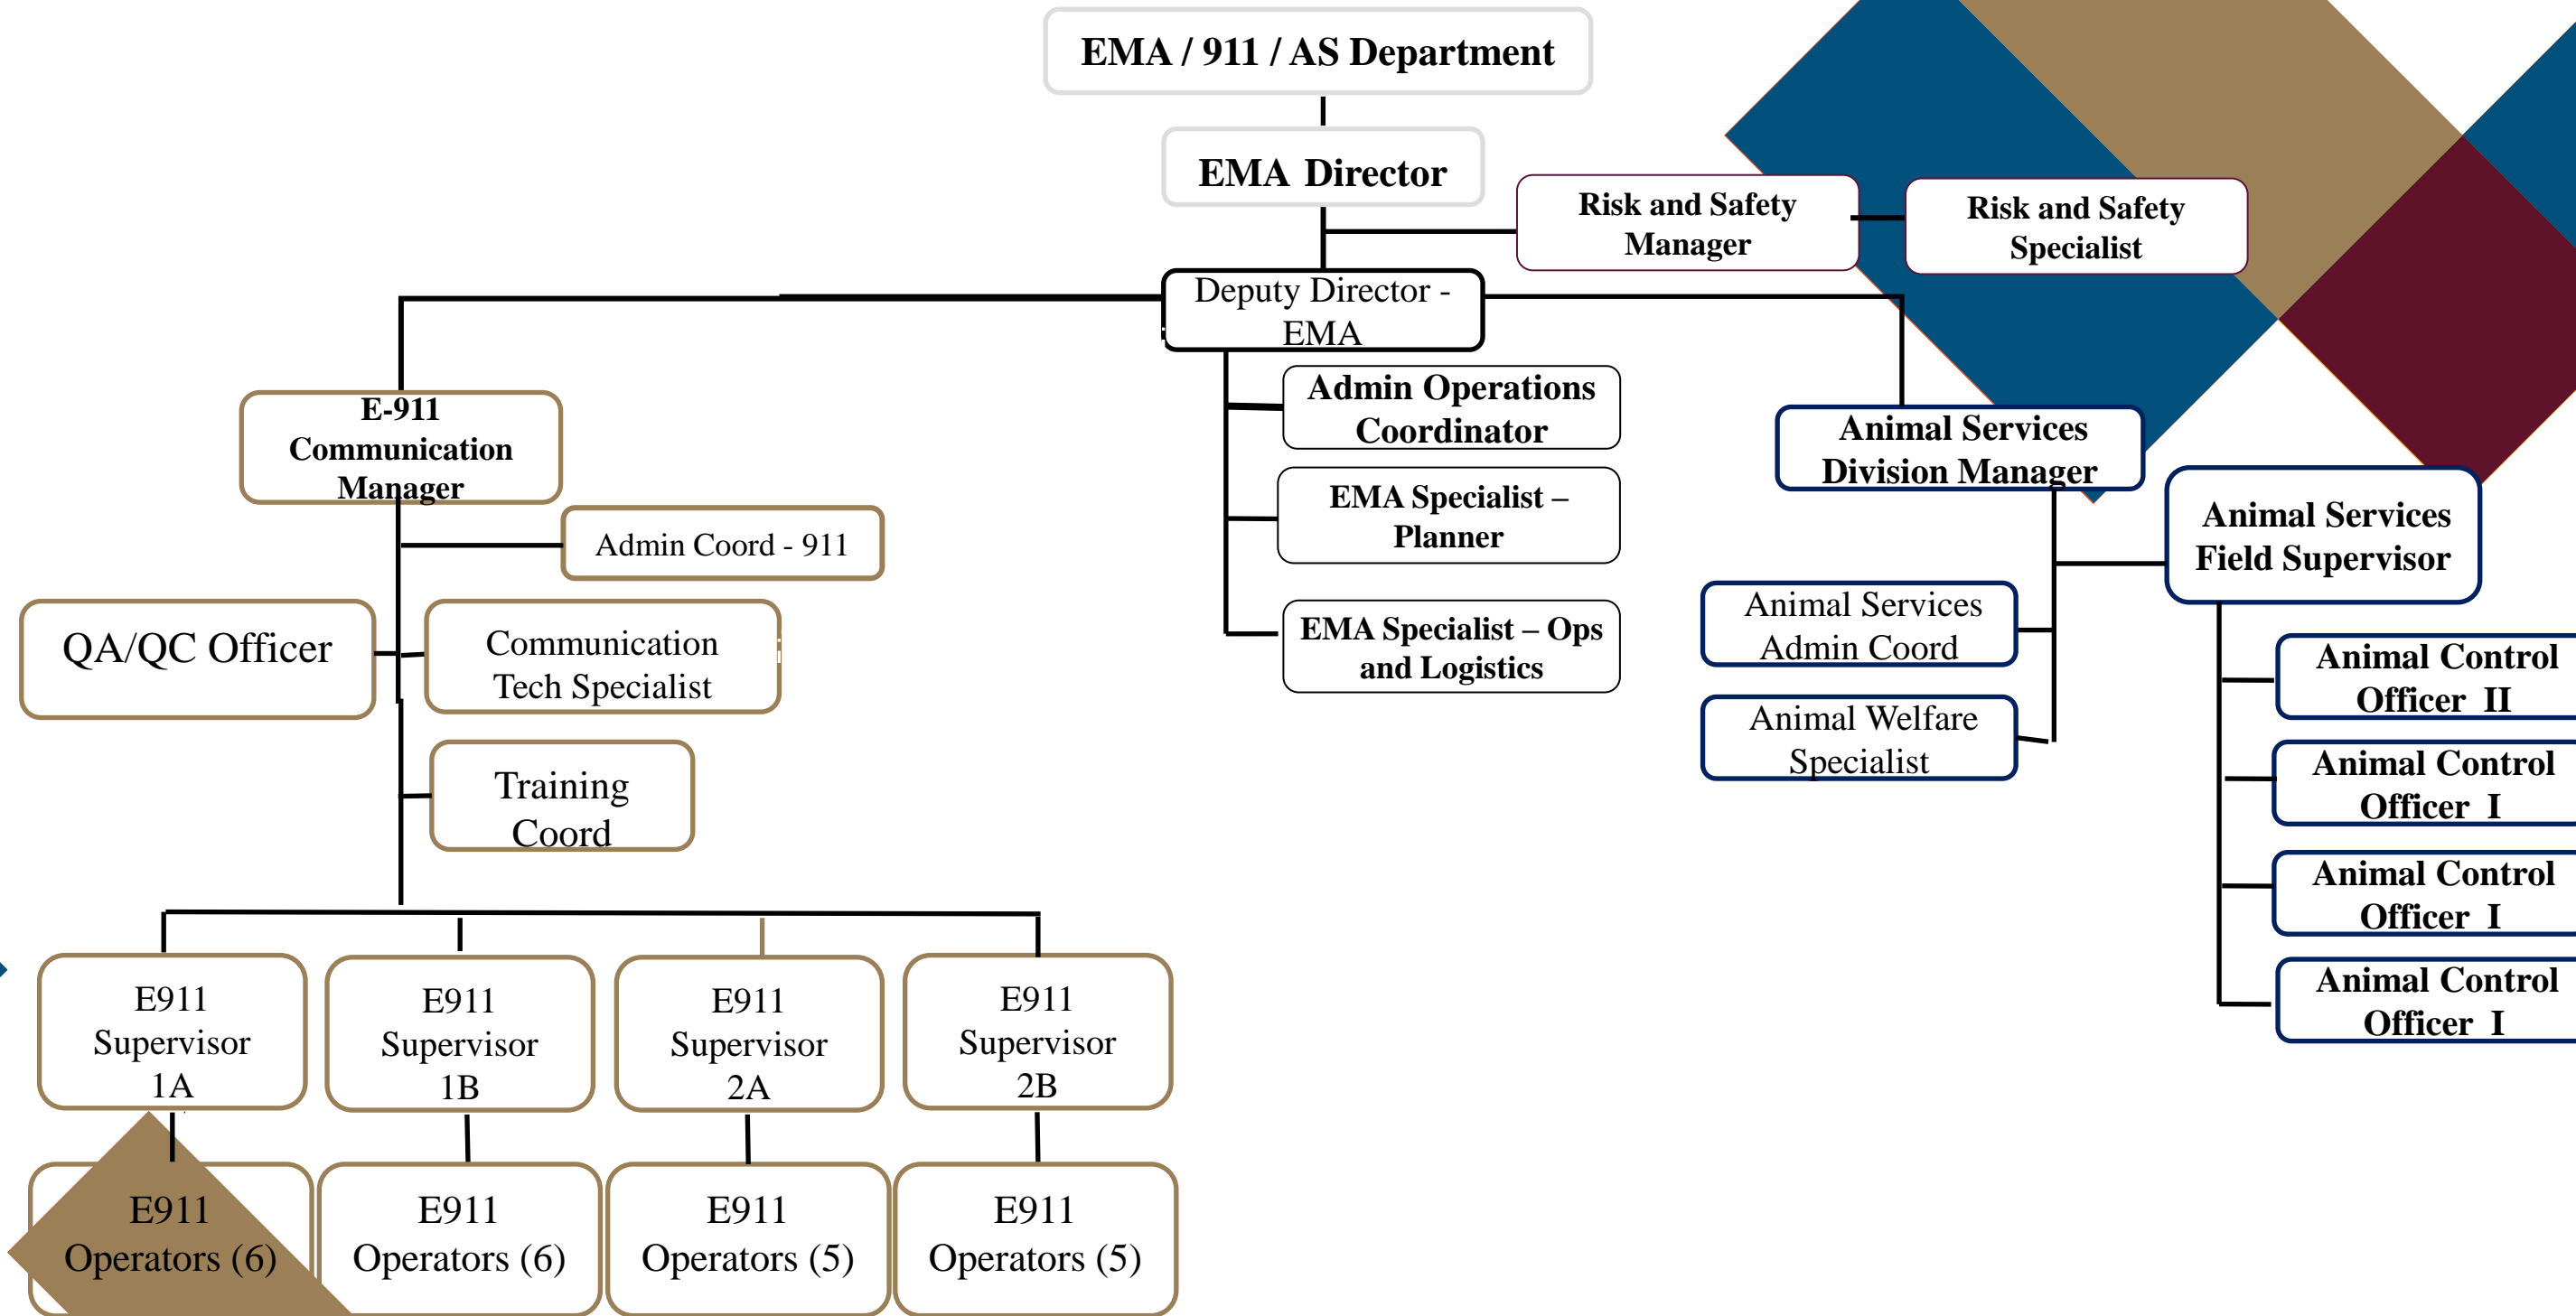 EMA / 911 / AS Department
EMA Director
Risk and Safety
Manager
Risk and Safety
Specialist
Deputy Director -
EMA
E-911
Communication
Manager
Admin Operations
Coordinator
Animal Services
Division Manager
EMA Specialist –
Planner
Animal Services
Field Supervisor
Admin Coord - 911
QA/QC Officer
Communication
Tech Specialist
EMA Specialist – Ops
and Logistics
Animal Services
Admin Coord
Animal Control
Officer II
Animal Welfare
Specialist
Training
Coord
Animal Control
Officer I
Animal Control
Officer I
Animal Control
Officer I
E911
Supervisor
1A
E911
Supervisor
1B
E911
Supervisor
2A
E911
Supervisor
2B
E911
Operators (6)
E911
Operators (6)
E911
Operators (5)
E911
Operators (5)